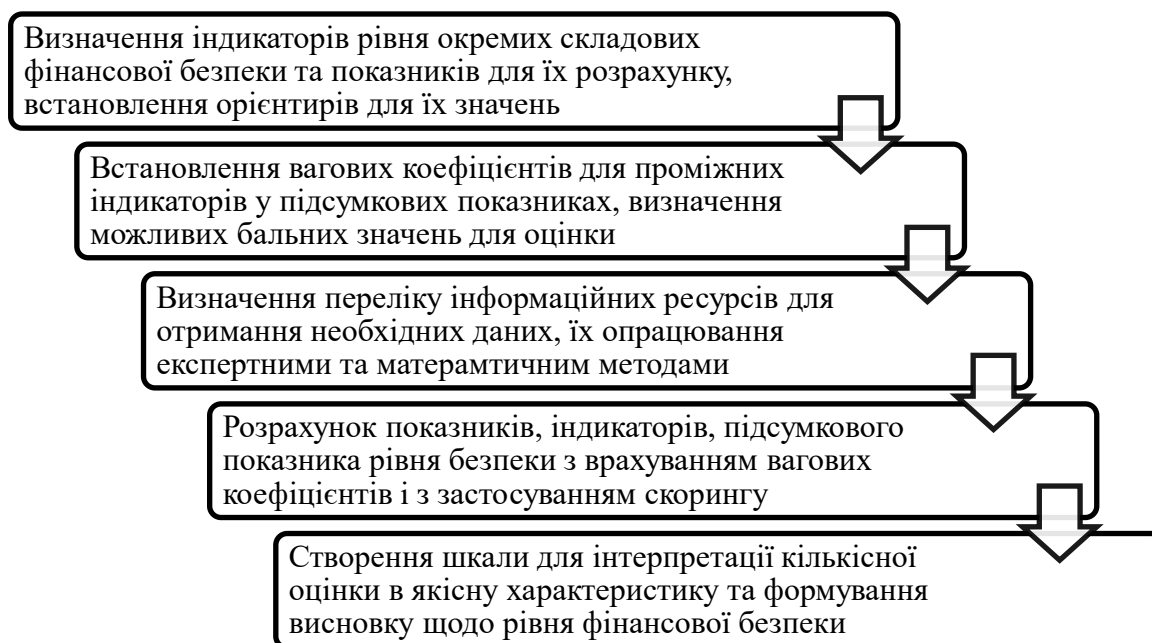 Визначення індикаторів рівня окремих складових
фінансової безпеки та показників для їх розрахунку,
встановлення орієнтирів для їх значень
Встановлення вагових коефіцієнтів для проміжних
індикаторів у підсумкових показниках, визначення
можливих бальних значень для оцінки
Визначення переліку інформаційних ресурсів для
отримання необхідних даних, їх опрацювання
експертними та матерамтичним методами
Розрахунок показників, індикаторів, підсумкового
показника рівня безпеки з врахуванням вагових
коефіцієнтів і з застосуванням скорингу
Створення шкали для інтерпретації кількісної
оцінки в якісну характеристику та формування
висновку щодо рівня фінансової безпеки